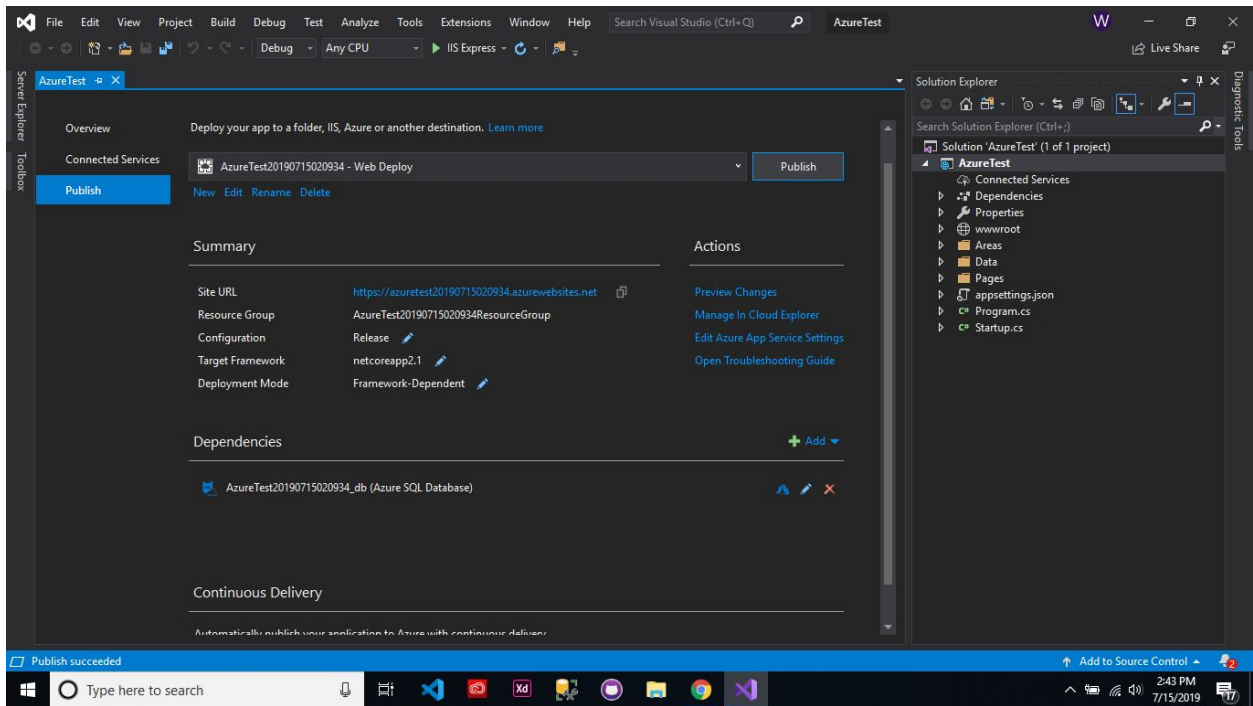 File Edit View Project Build Debug Test Analyze Tools Extensions Window Help Search Visual Studio (Ctrl+Q) AzureTest W
Debug Any CPU IIS Express Live Share
Server Explorer
Toolbox
AzureTest
Overview
Connected Services
Publish
Deploy your app to a folder, IIS, Azure or another destination. Learn more
AzureTest20190715020934 - Web Deploy Publish
New Edit Rename Delete
Summary
Site URL https://azuretest20190715020934.azurewebsites.net
Resource Group AzureTest20190715020934ResourceGroup
Configuration Release
Target Framework netcoreapp2.1
Deployment Mode Framework-Dependent
Actions
Preview Changes
Manage In Cloud Explorer
Edit Azure App Service Settings
Open Troubleshooting Guide
Dependencies Add
AzureTest20190715020934_db (Azure SQL Database)
Continuous Delivery
Automatically publish your application to Azure with continuous delivery
Solution Explorer
Search Solution Explorer (Ctrl+;)
Solution 'AzureTest' (1 of 1 project)
AzureTest
Connected Services
Dependencies
Properties
wwwroot
Areas
Data
Pages
appsettings.json
C# Program.cs
C# Startup.cs
Diagnostic Tools
Publish succeeded Add to Source Control 2
Type here to search Xd 2:43 PM
7/15/2019
17